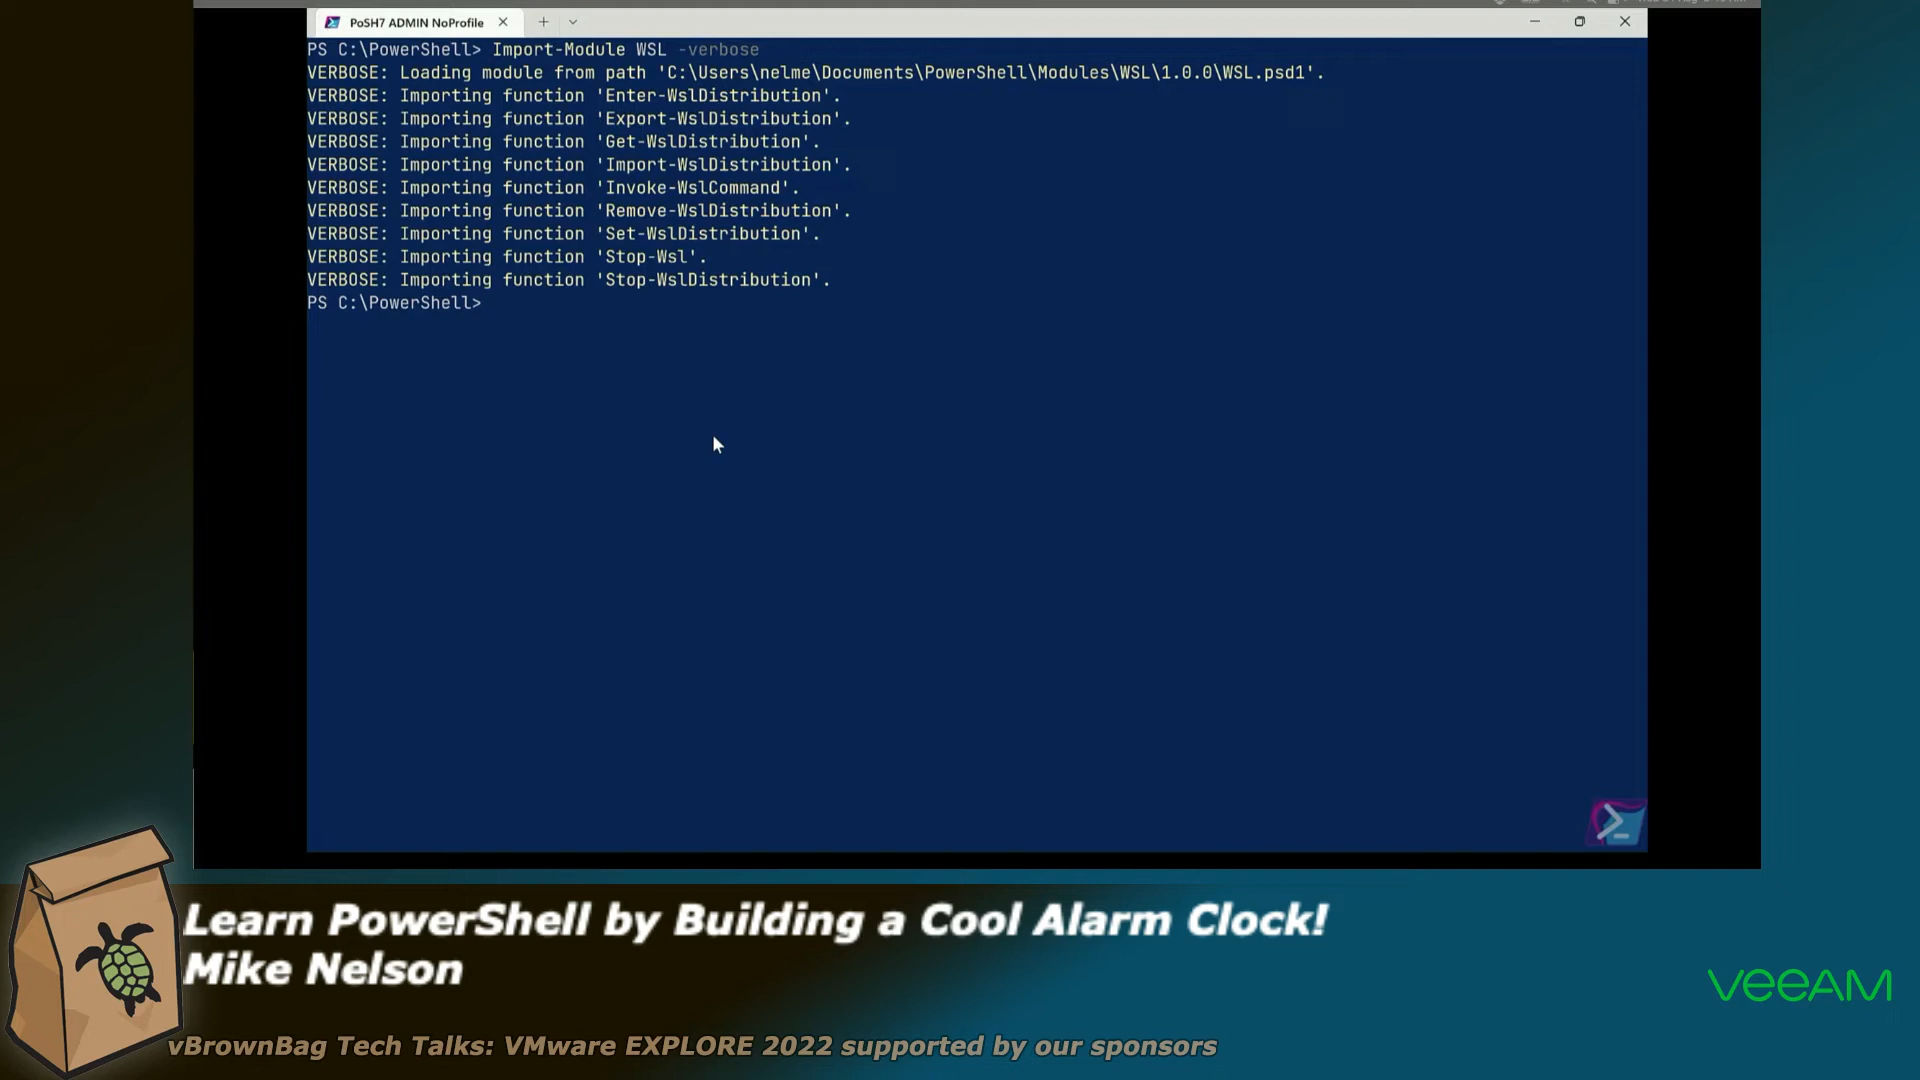 PoSH7 ADMIN NoProfile
PS C:\PowerShell> Import-Module WSL -verbose
VERBOSE: Loading module from path 'C:\Users\nelme\Documents\PowerShell\Modules\WSL\1.0.0\WSL.psd1'.
VERBOSE: Importing function 'Enter-WslDistribution'.
VERBOSE: Importing function 'Export-WslDistribution'.
VERBOSE: Importing function 'Get-WslDistribution'.
VERBOSE: Importing function 'Import-WslDistribution'.
VERBOSE: Importing function 'Invoke-WslCommand'.
VERBOSE: Importing function 'Remove-WslDistribution'.
VERBOSE: Importing function 'Set-WslDistribution'.
VERBOSE: Importing function 'Stop-Wsl'.
VERBOSE: Importing function 'Stop-WslDistribution'.
PS C:\PowerShell>
Learn PowerShell by Building a Cool Alarm Clock!
Mike Nelson
veeAM
vBrownBag Tech Talks: VMware EXPLORE 2022 supported by our sponsors